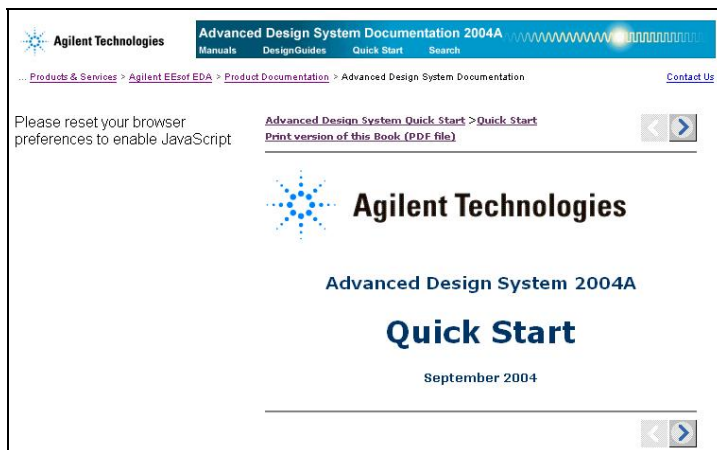 Agilent Technologies
Advanced Design System Documentation 2004A
Manuals DesignGuides Quick Start Search
... Products & Services > Agilent EEsof EDA > Product Documentation > Advanced Design System Documentation
Contact Us
Please reset your browser
preferences to enable JavaScript
Advanced Design System Quick Start > Quick Start
Print version of this Book (PDF file)
Agilent Technologies
Advanced Design System 2004A
Quick Start
September 2004